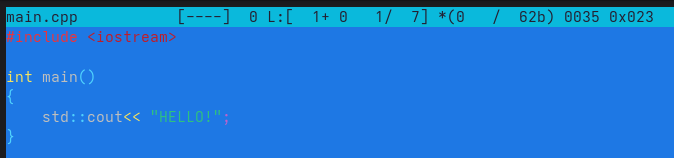 main.cpp           [----]  0 L:[  1+ 0   1/  7] *(0   /  62b) 0035 0x023
#include <iostream>
int main()
{
    std::cout<< "HELLO!";
}